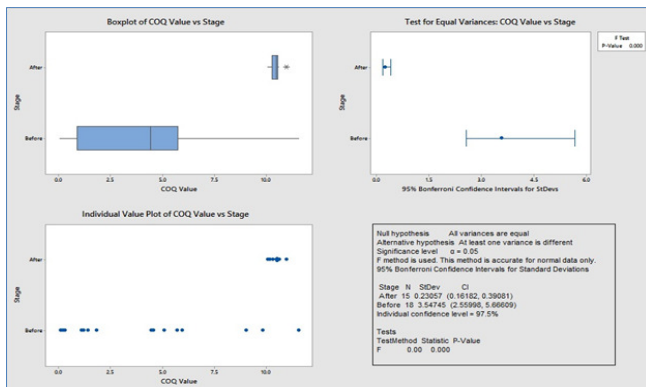 Boxplot of COQ Value vs Stage
After
Stage
Before
0.0 2.5 5.0 7.5 10.0
COQ Value
Test for Equal Variances: COQ Value vs Stage
F Test
P-Value 0.000
After
Stage
Before
0.0 1.5 3.0 4.5 6.0
95% Bonferroni Confidence Intervals for StDevs
Individual Value Plot of COQ Value vs Stage
After
Stage
Before
0.0 2.5 5.0 7.5 10.0
COQ Value
Null hypothesis All variances are equal
Alternative hypothesis At least one variance is different
Significance level α = 0.05
F method is used. This method is accurate for normal data only.
95% Bonferroni Confidence Intervals for Standard Deviations
Stage N StDev CI
After 15 0.23057 (0.16182, 0.39081)
Before 18 3.54745 (2.55998, 5.66609)
Individual confidence level = 97.5%
Tests
TestMethod Statistic P-Value
F 0.00 0.000